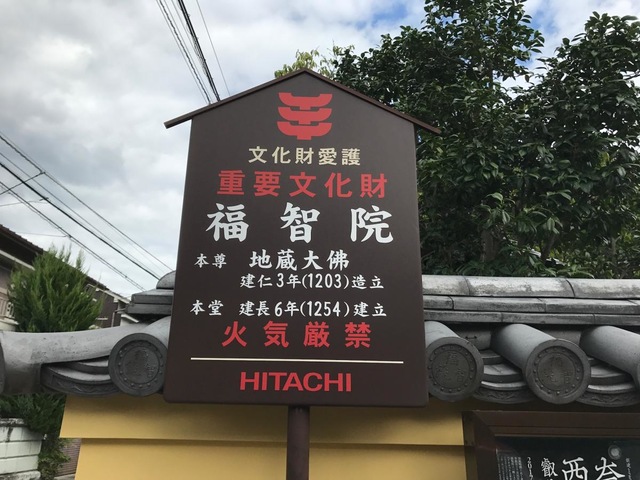 文化財愛護
重要文化財
福智院
本尊 地蔵大佛
建仁3年(1203)造立
本堂 建長6年(1254)建立
火気厳禁
HITACHI
西
叡